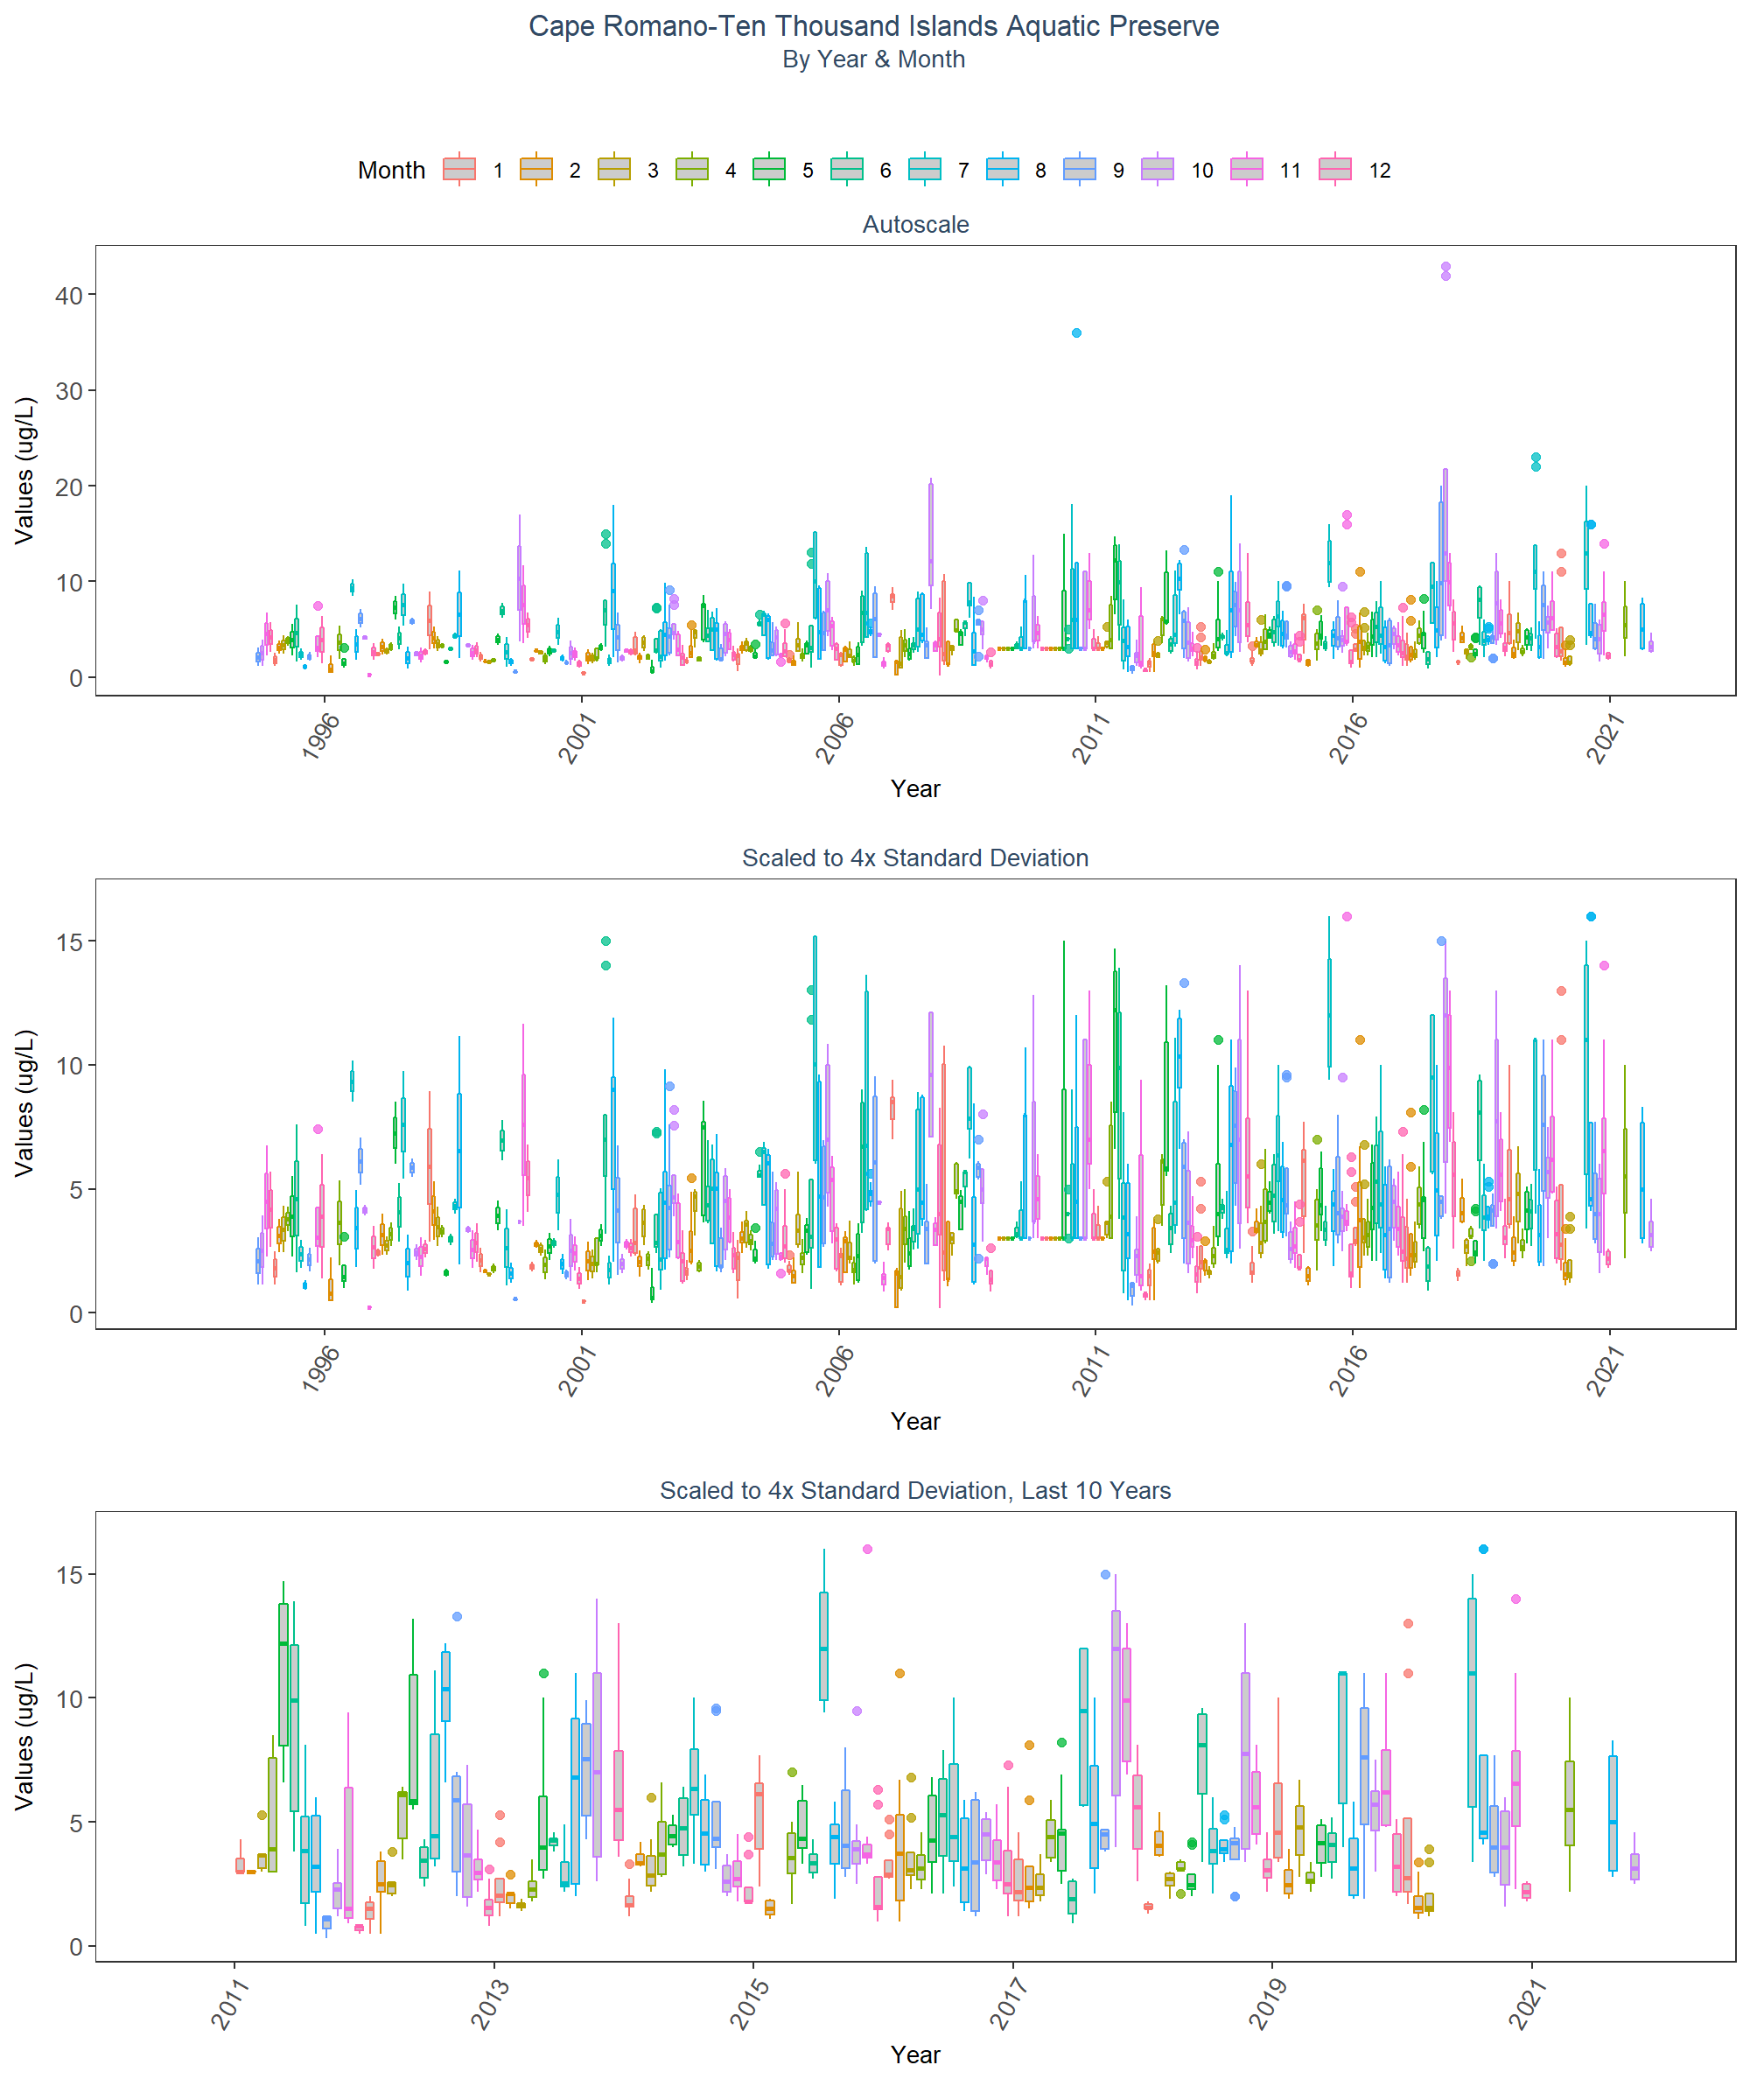 Cape Romano-Ten Thousand Islands Aquatic Preserve
By Year & Month
Month 1 2 3 4 5 6 7 8 9 10 11 12
Autoscale
Values (ug/L)
40
30
20
10
0
1996 2001 2006 2011 2016 2021
Year
Scaled to 4x Standard Deviation
Values (ug/L)
15
10
5
0
1996 2001 2006 2011 2016 2021
Year
Scaled to 4x Standard Deviation, Last 10 Years
Values (ug/L)
15
10
5
0
2011 2013 2015 2017 2019 2021
Year